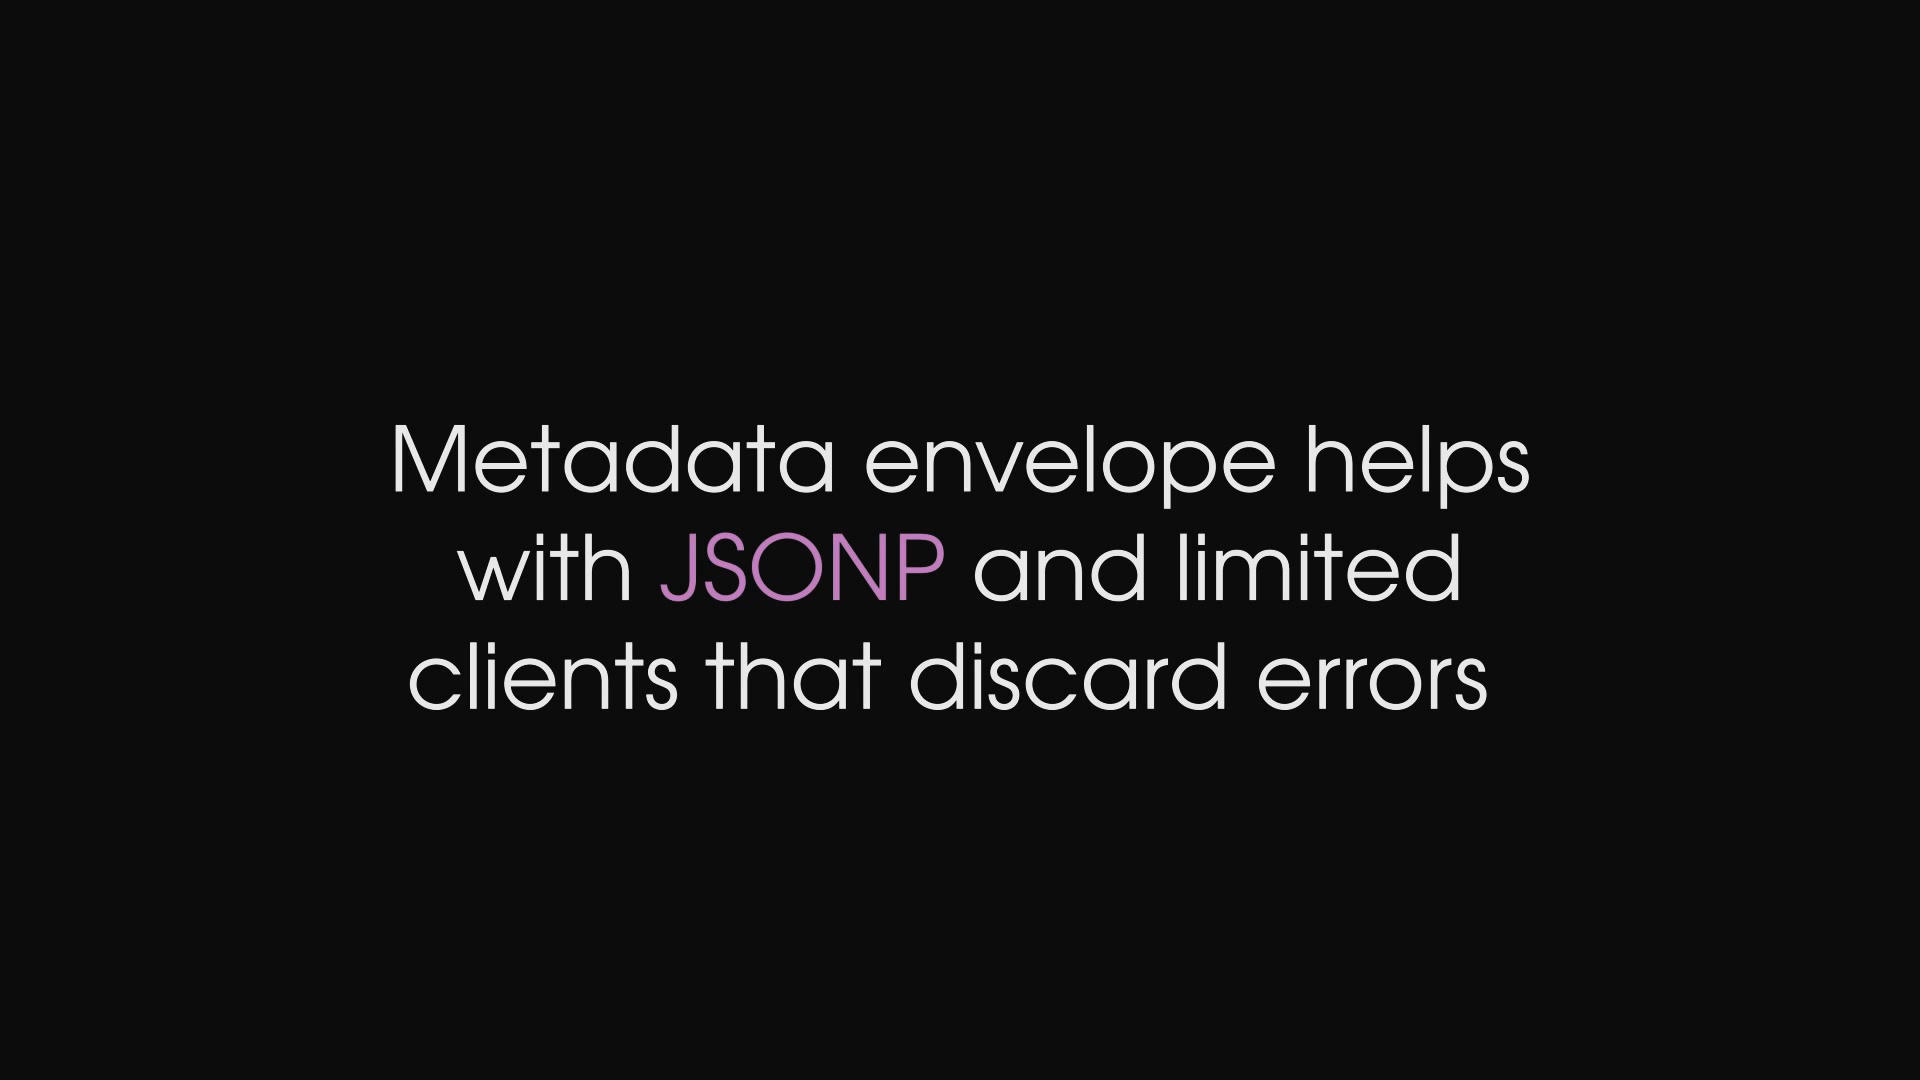 Metadata envelope helps
with JSONP and limited
clients that discard errors